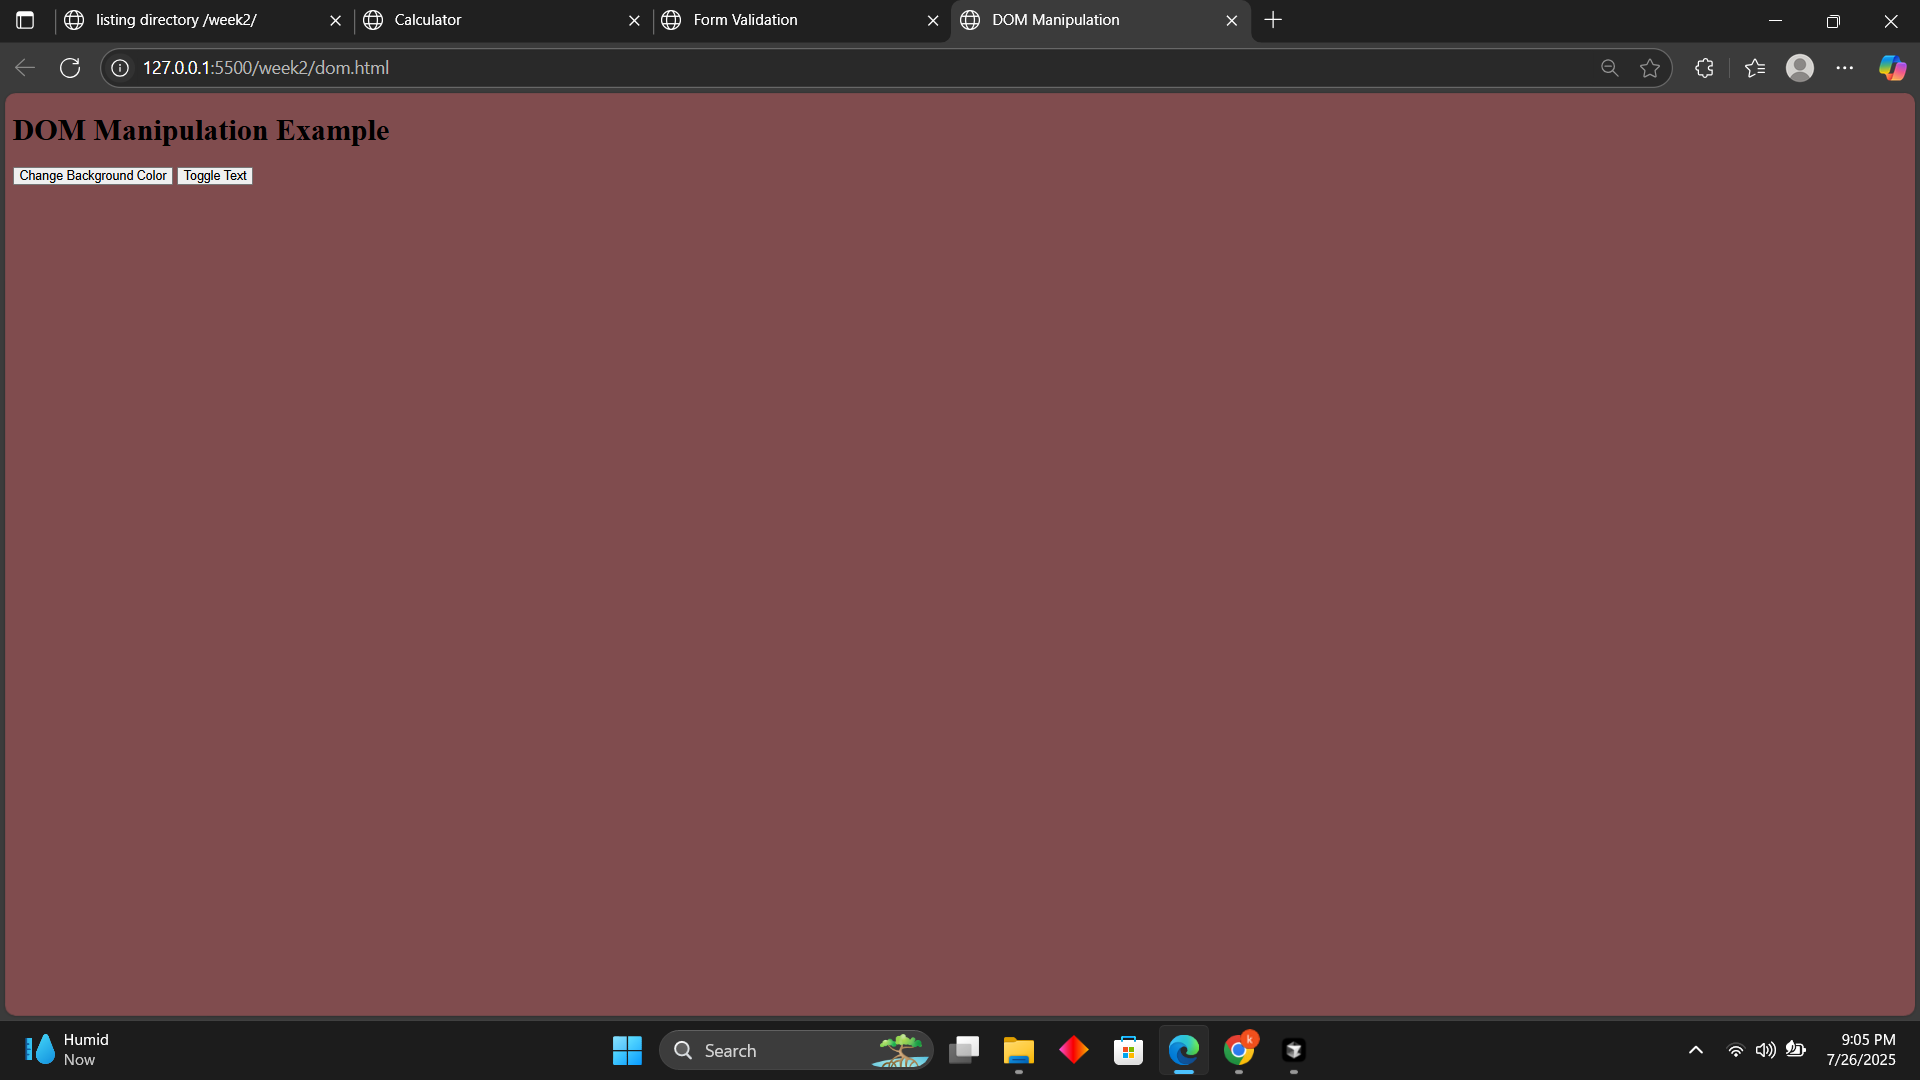 listing directory /week2/
Calculator
Form Validation
DOM Manipulation
127.0.0.1:5500/week2/dom.html
DOM Manipulation Example
Change Background Color
Toggle Text
Humid
Now
Search
k
9:05 PM
7/26/2025